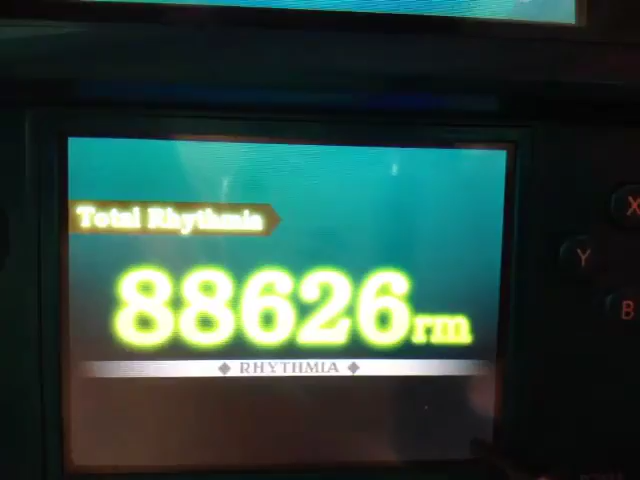 Total Rhythmia
88626rm
◆ RHYTHMIA ◆
X
Y
B